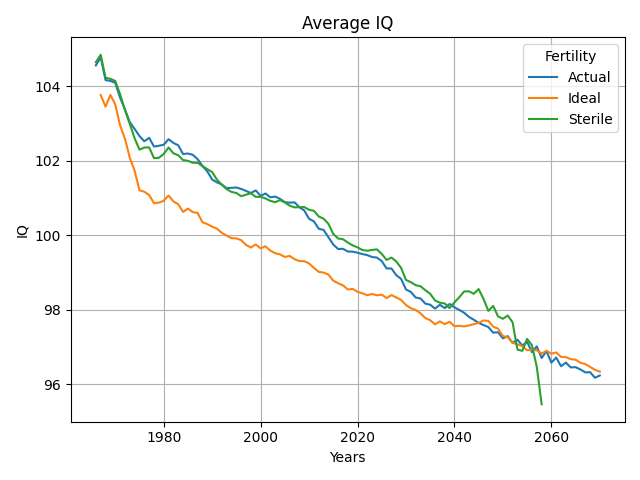 Average IQ
Fertility
Actual
Ideal
Sterile
104
102
100
98
96
IQ
1980
2000
2020
2040
2060
Years